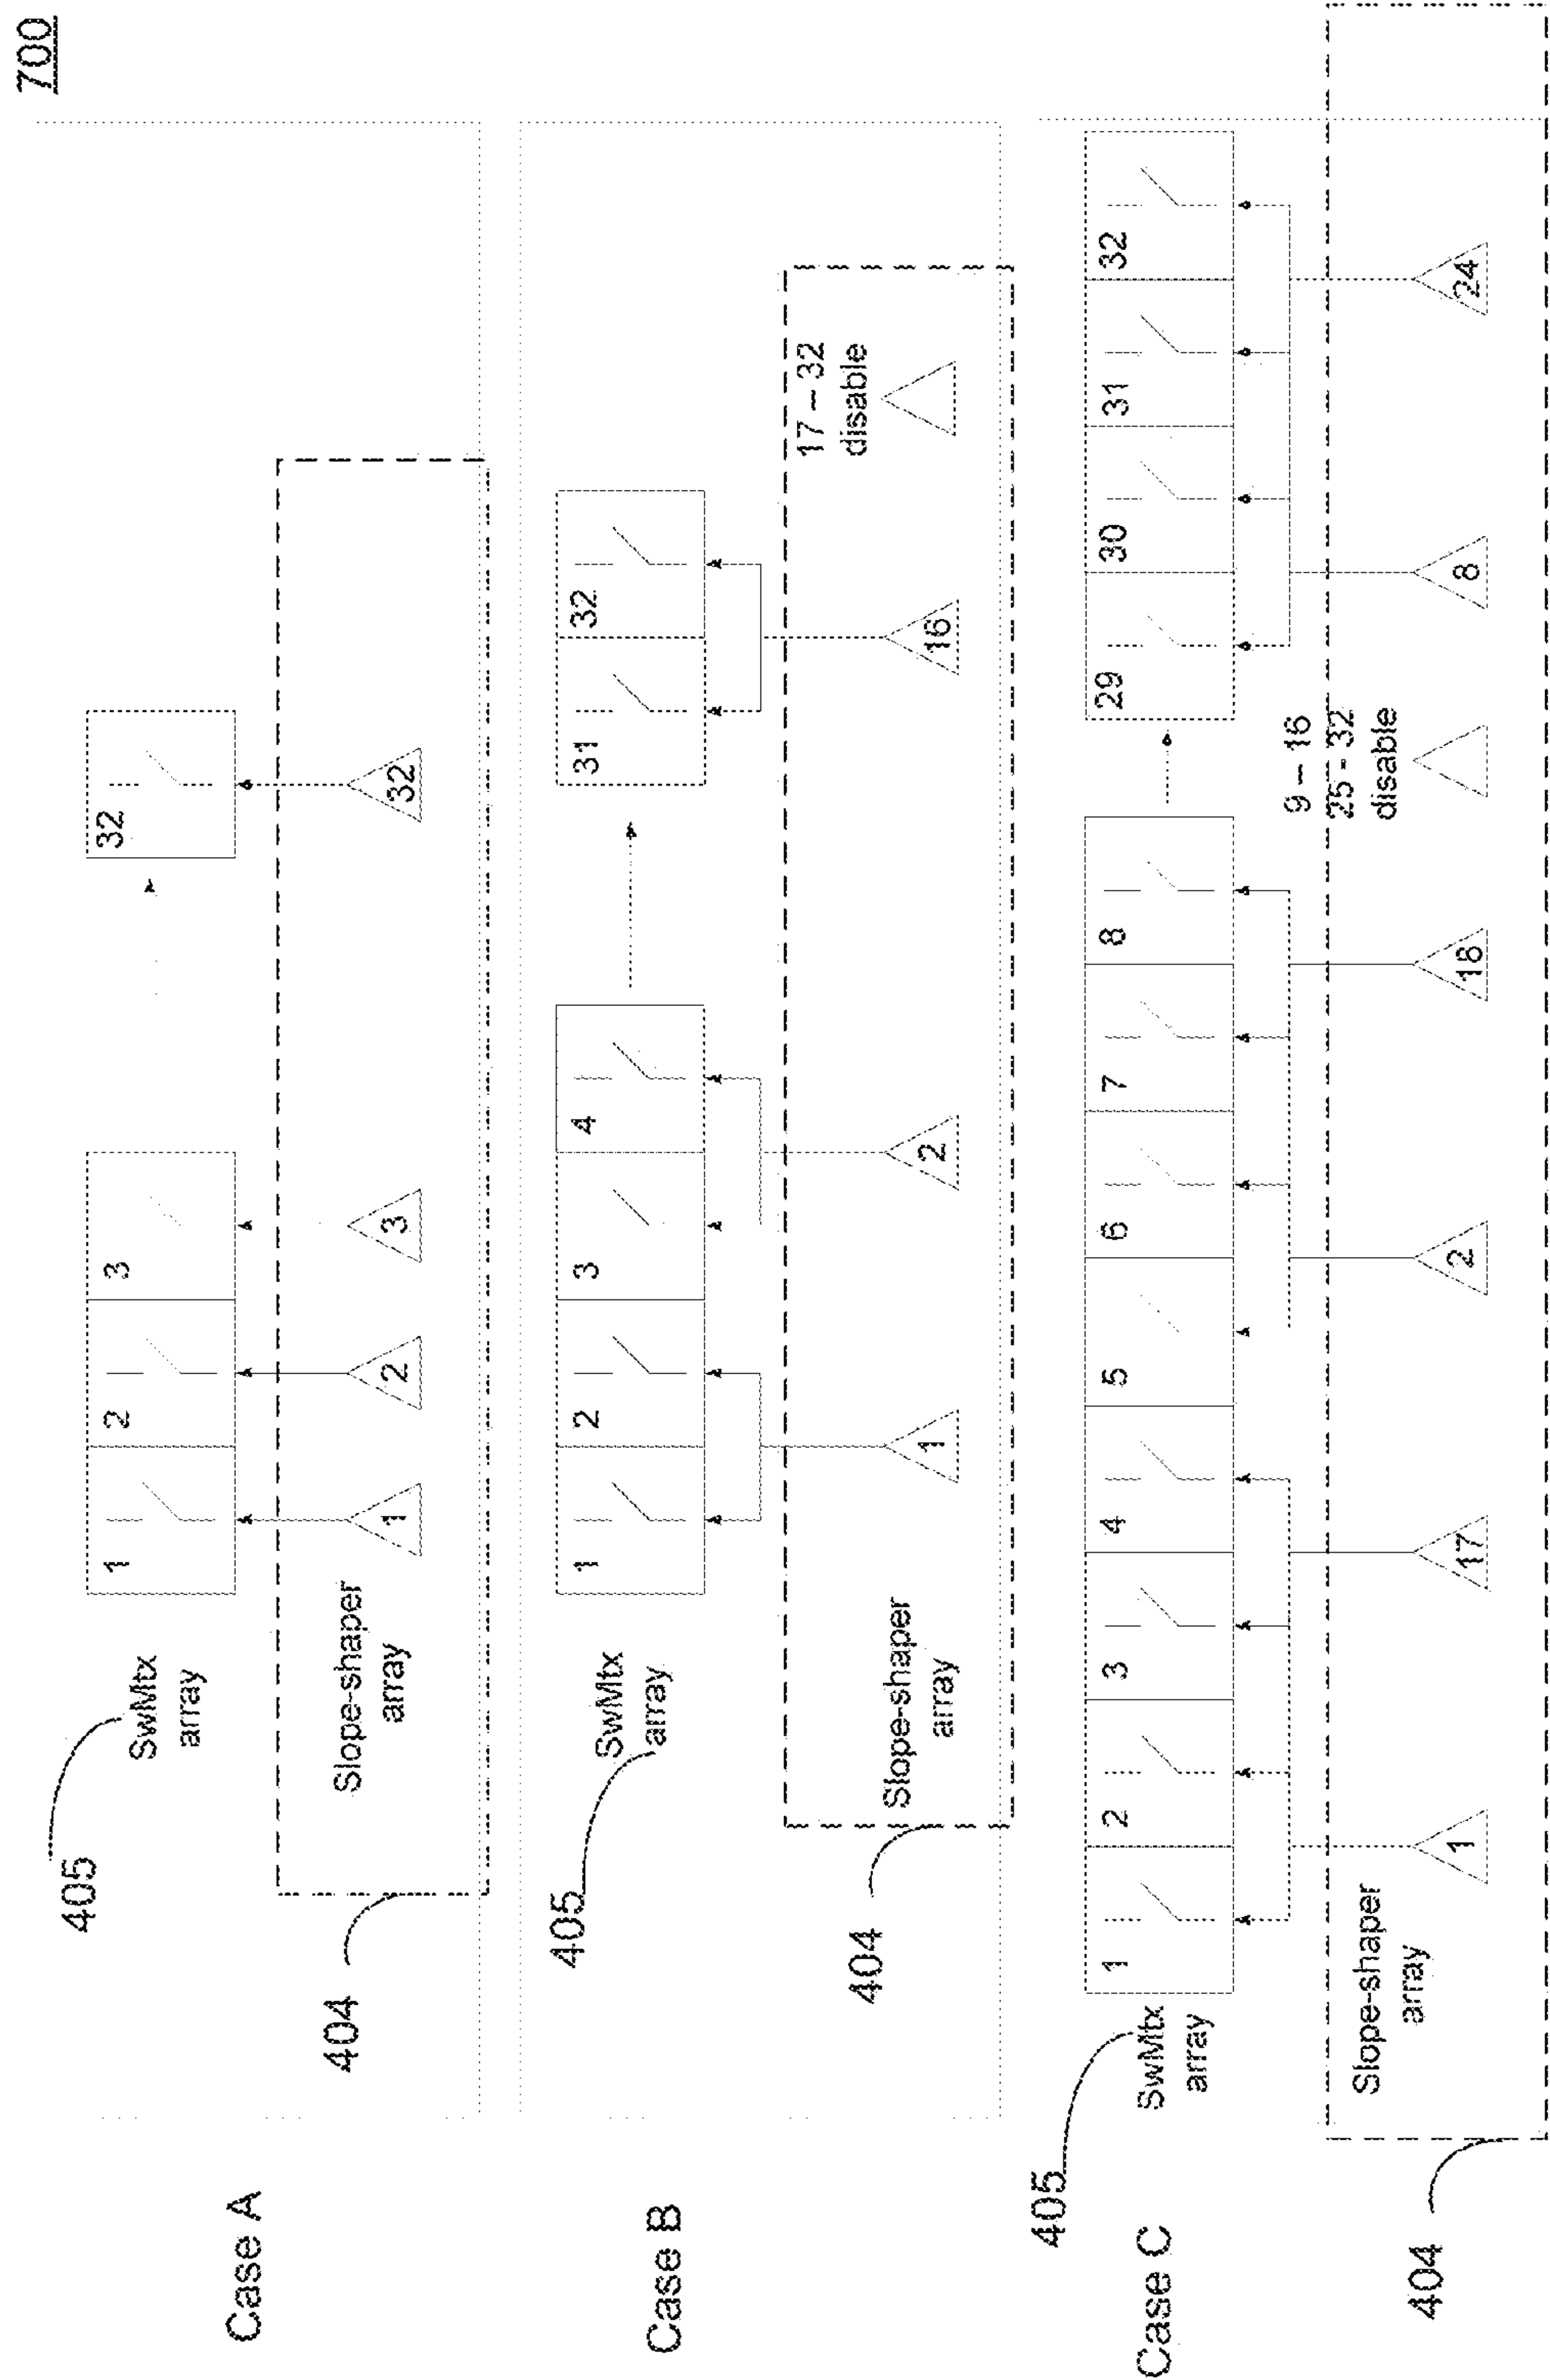 700
Case A
405
SwMtx
array
1
2
3
32
404
Slope-shaper
array
1
2
3
32
Case B
405
SwMtx
array
1
2
3
4
31
32
404
Slope-shaper
array
1
2
16
17 – 32
disable
Case C
405
SwMtx
array
1
2
3
4
5
6
7
8
29
30
31
32
404
Slope-shaper
array
1
17
2
18
9 – 16
25 - 32
disable
8
24